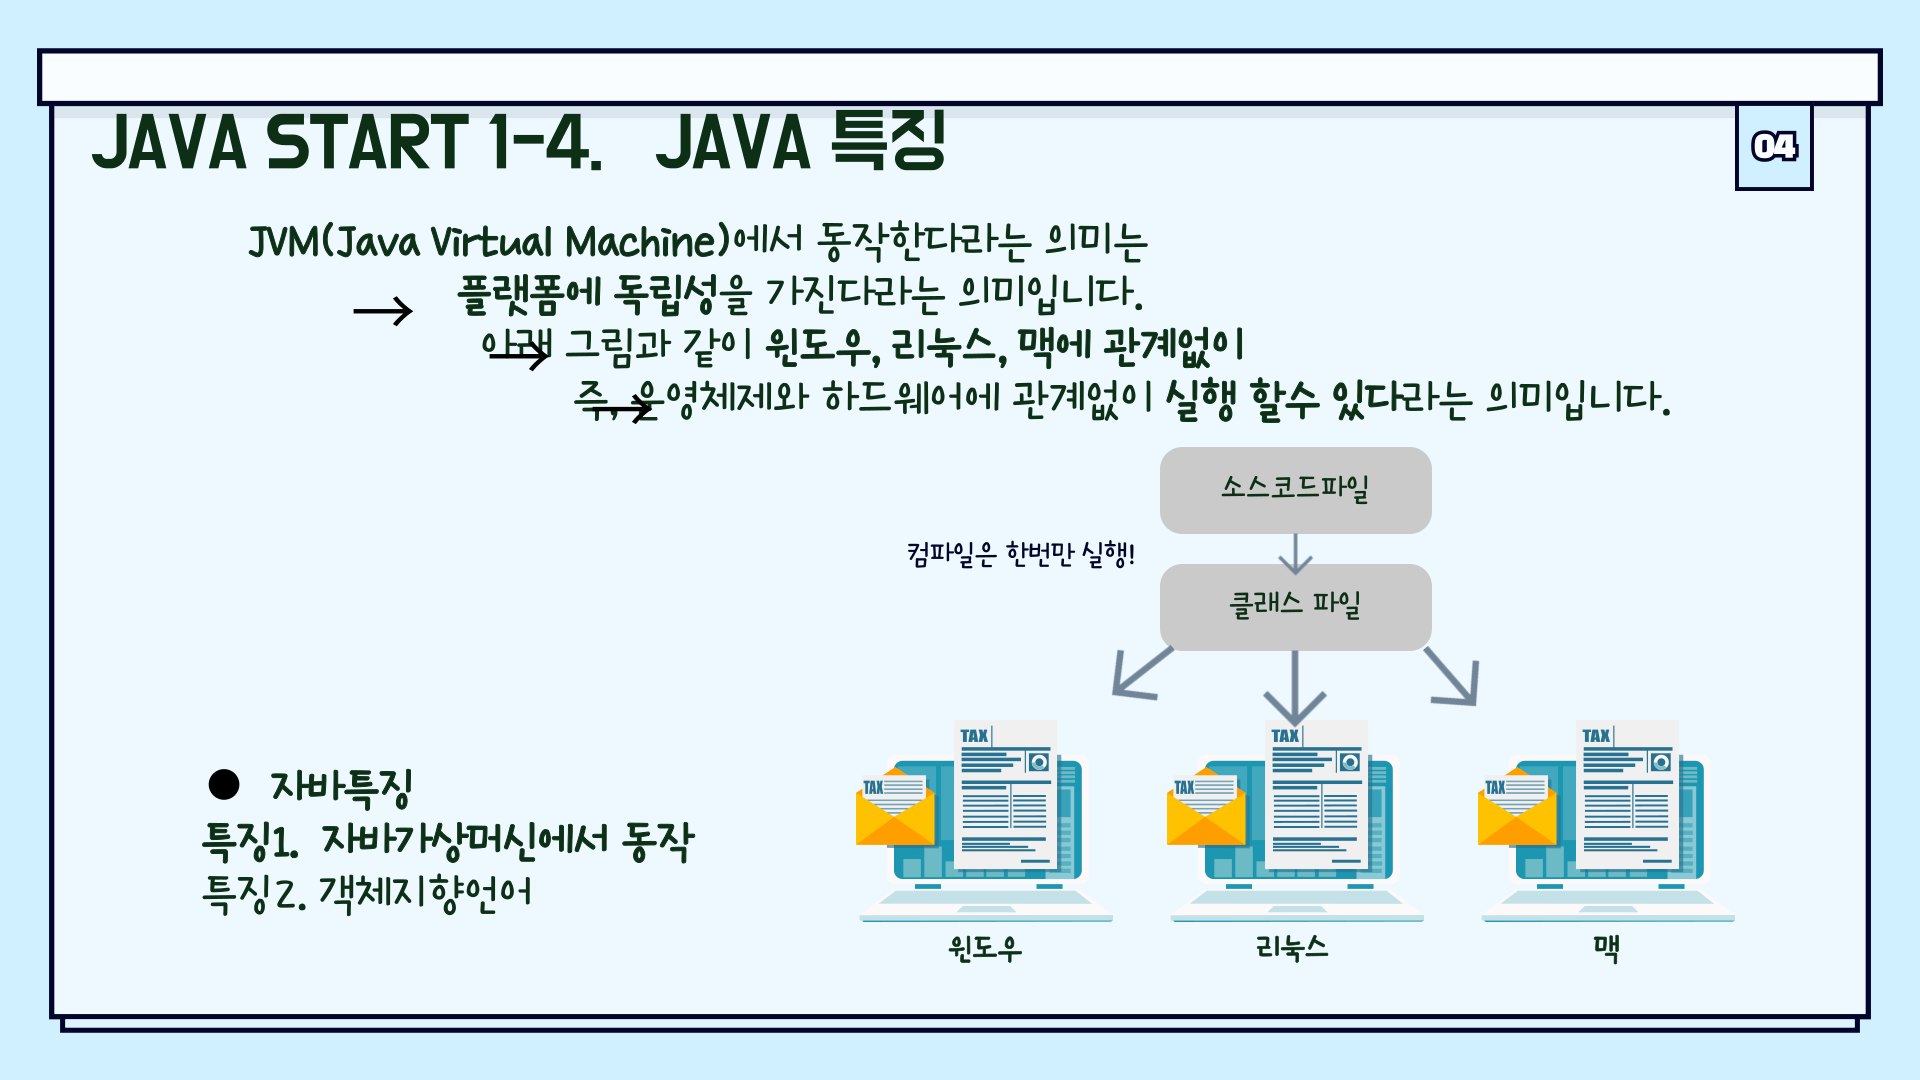 JAVA START 1-4. JAVA 특징
04
JVM(Java Virtual Machine)에서 동작한다라는 의미는
→ 플랫폼에 독립성을 가진다라는 의미입니다.
→ 아래 그림과 같이 윈도우, 리눅스, 맥에 관계없이
→ 즉, 운영체제와 하드웨어에 관계없이 실행 할수 있다라는 의미입니다.
소스코드파일
컴파일은 한번만 실행!
클래스 파일
TAX
TAX
TAX
TAX
TAX
TAX
윈도우
리눅스
맥
● 자바특징
특징1. 자바가상머신에서 동작
특징2. 객체지향언어